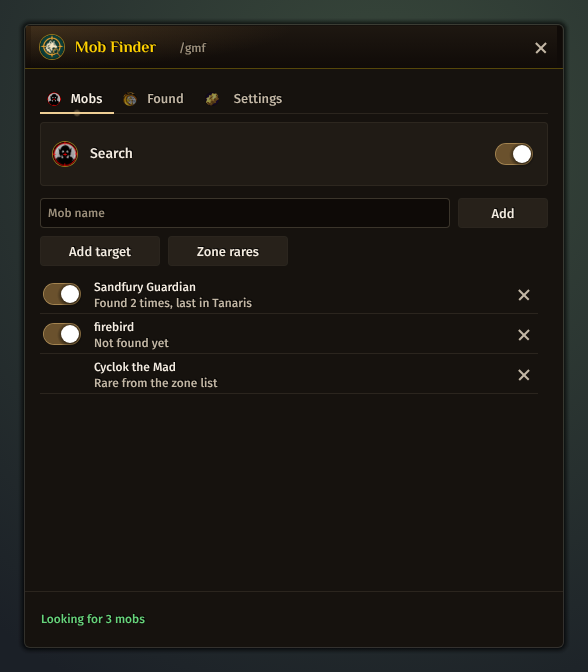 Mob Finder /gmf
Mobs Found Settings
Search
Mob name Add
Add target Zone rares
Sandfury Guardian
Found 2 times, last in Tanaris
firebird
Not found yet
Cyclok the Mad
Rare from the zone list
Looking for 3 mobs